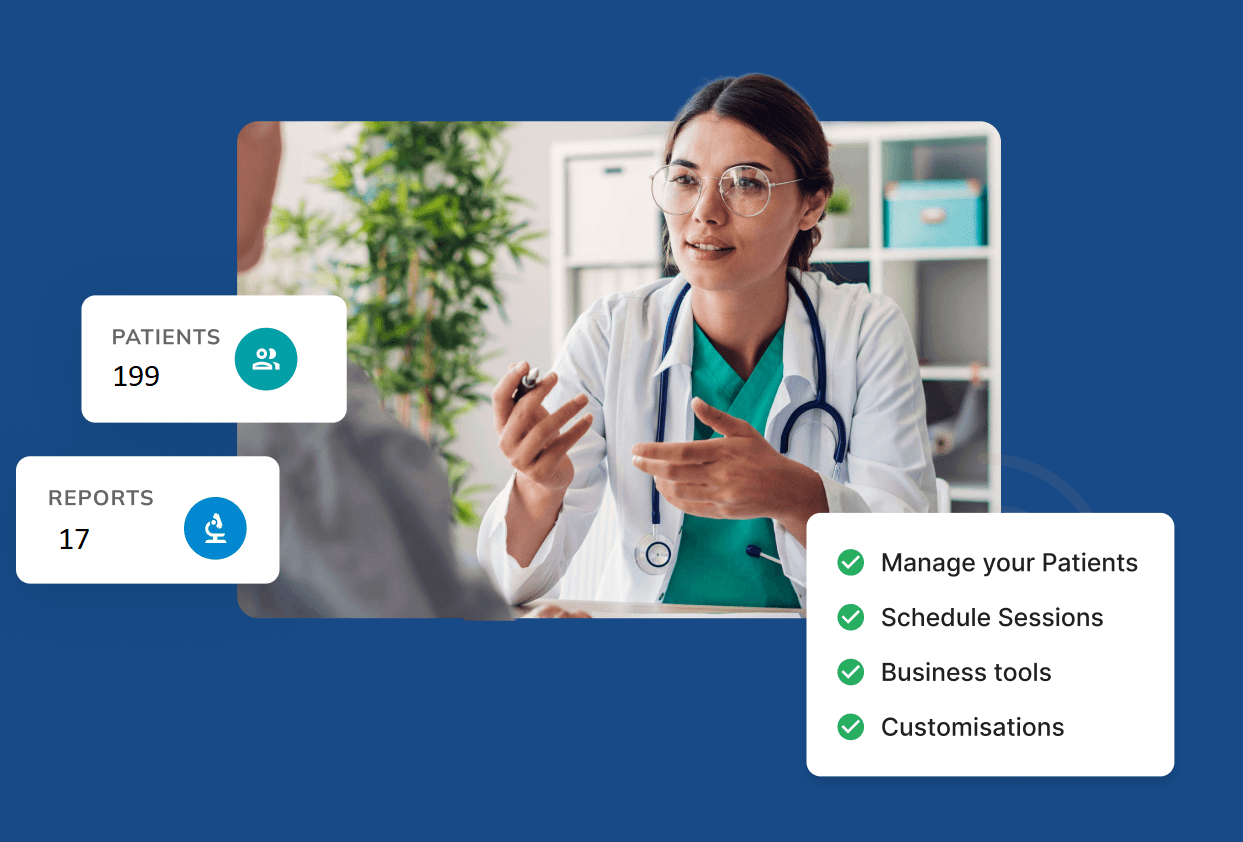 PATIENTS
199
REPORTS
17
Manage your Patients
Schedule Sessions
Business tools
Customisations